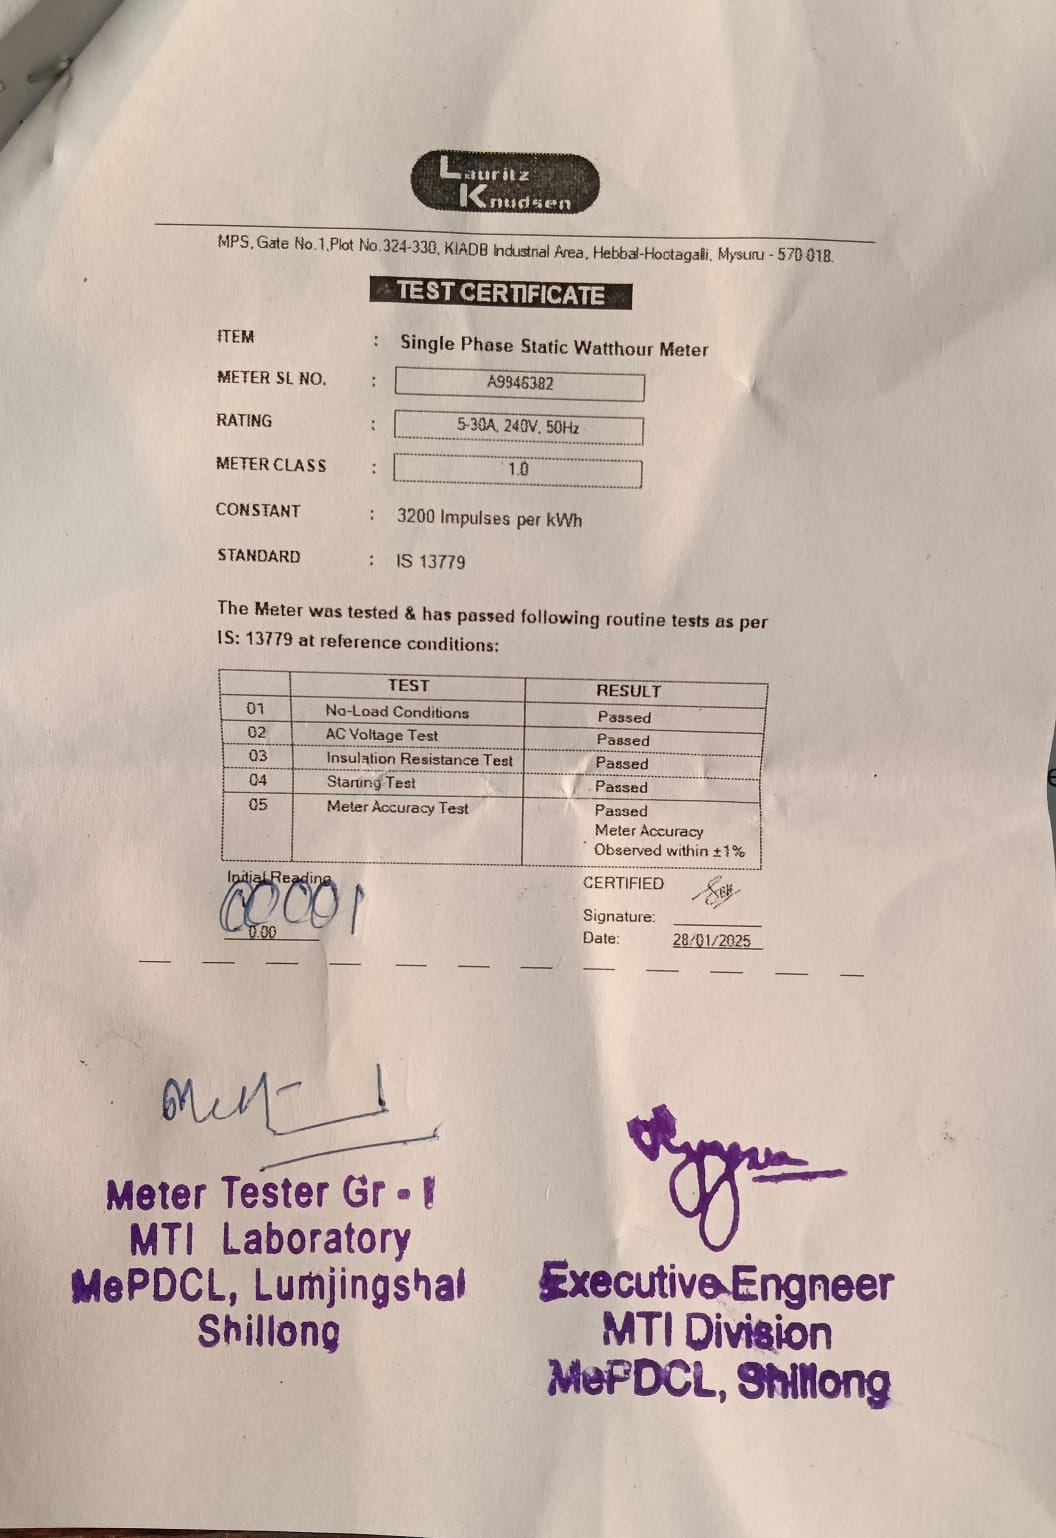 Lauritz
Knudsen
MPS, Gate No.1,Plot No.324-330, KIADB Industrial Area, Hebbal-Hootagalli, Mysuru - 570 018.
TEST CERTIFICATE
ITEM : Single Phase Static Watthour Meter
METER SL NO. : A9946382
RATING : 5-30A, 240V, 50Hz
METER CLASS : 1.0
CONSTANT : 3200 Impulses per kWh
STANDARD : IS 13779
The Meter was tested & has passed following routine tests as per
IS: 13779 at reference conditions:
TEST RESULT
01 No-Load Conditions Passed
02 AC Voltage Test Passed
03 Insulation Resistance Test Passed
04 Starting Test Passed
05 Meter Accuracy Test Passed
Meter Accuracy
Observed within ±1%
Initial Reading
00001
0.00
CERTIFIED
Signature:
Date: 28/01/2025
Meter Tester Gr - I
MTI Laboratory
MePDCL, Lumjingshai
Shillong
Executive Engneer
MTI Division
MePDCL, Shillong